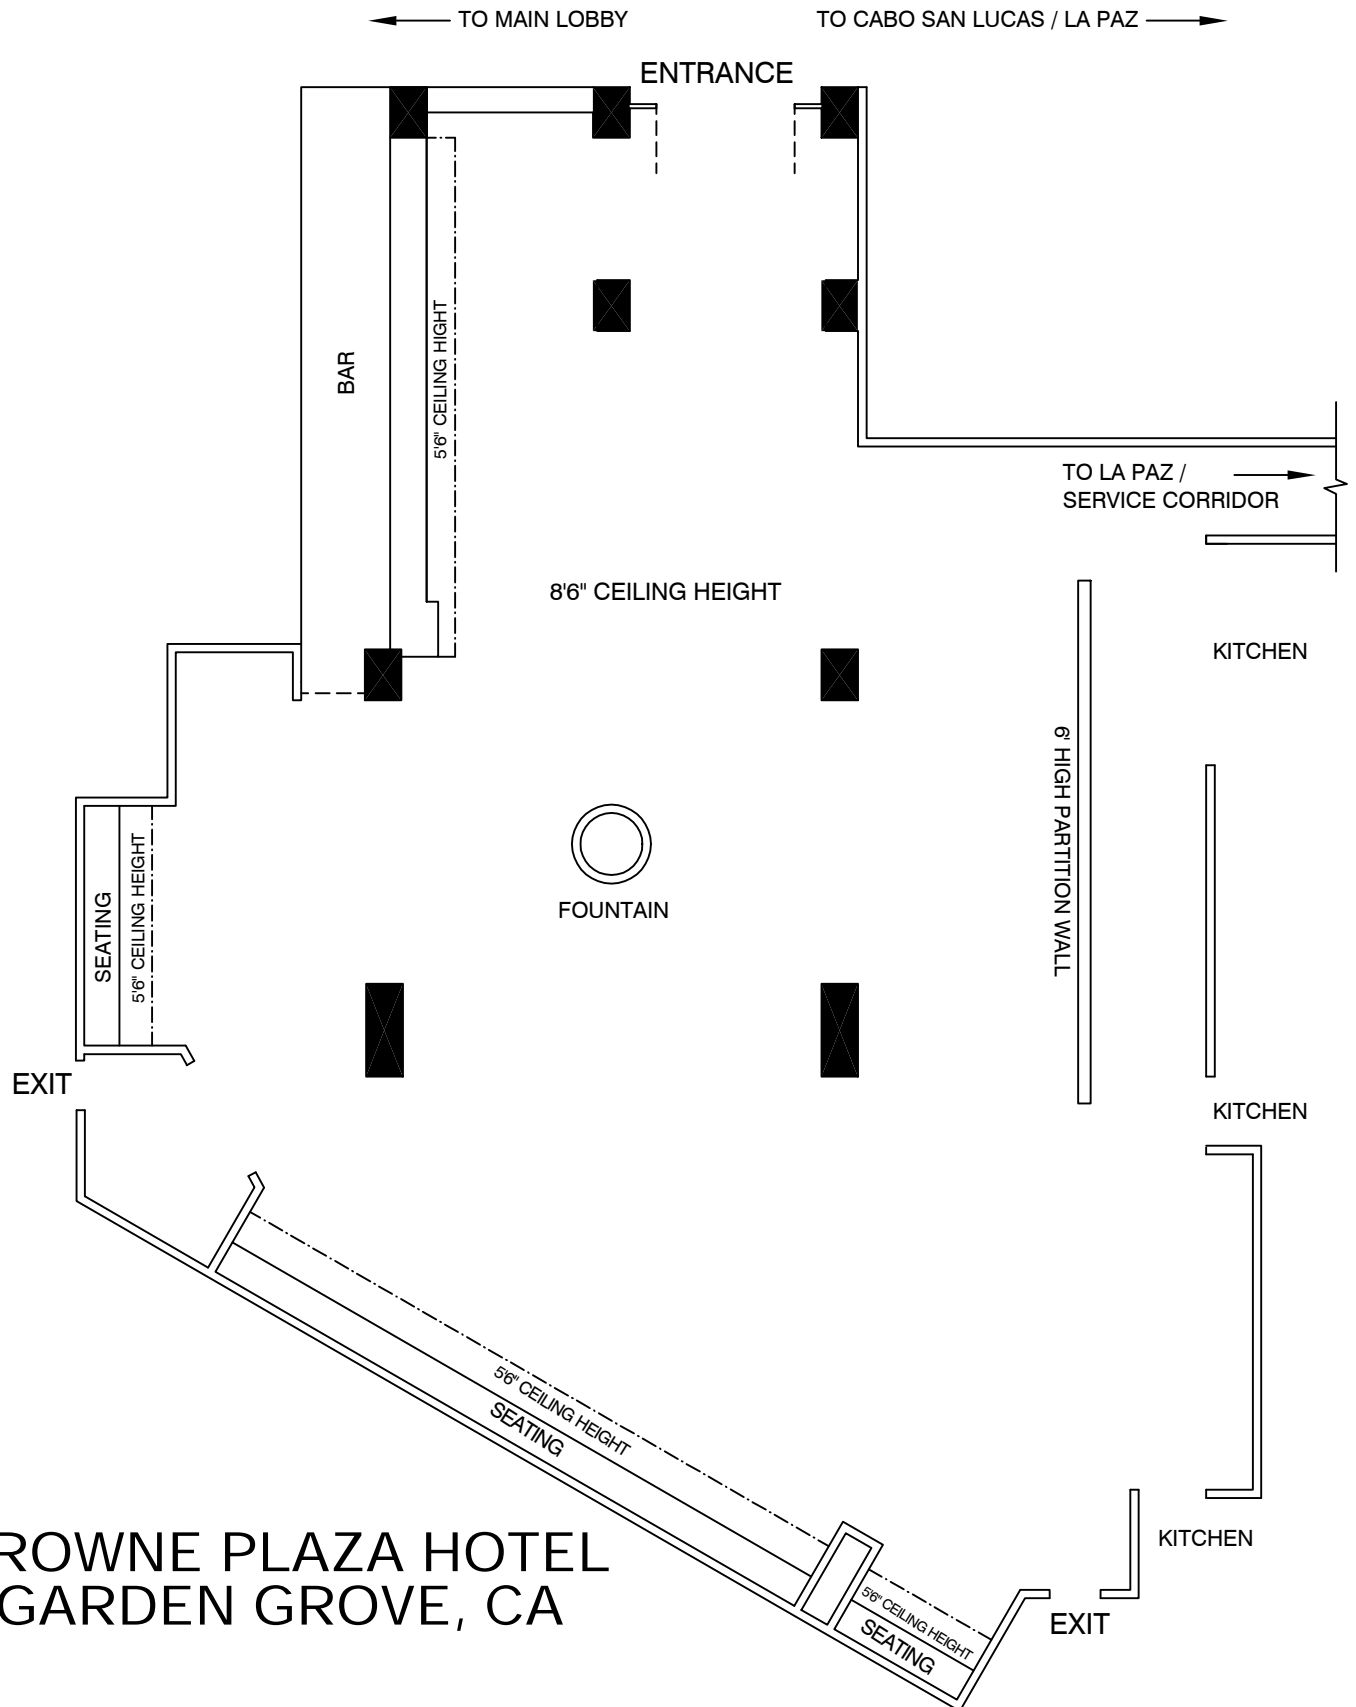 TO MAIN LOBBY
TO CABO SAN LUCAS / LA PAZ
ENTRANCE
BAR
5'6" CEILING HIGHT
TO LA PAZ /
SERVICE CORRIDOR
8'6" CEILING HEIGHT
KITCHEN
6' HIGH PARTITION WALL
SEATING
5'6" CEILING HEIGHT
FOUNTAIN
EXIT
KITCHEN
5'6" CEILING HEIGHT
SEATING
ROWNE PLAZA HOTEL
GARDEN GROVE, CA
KITCHEN
5'6" CEILING HEIGHT
SEATING
EXIT